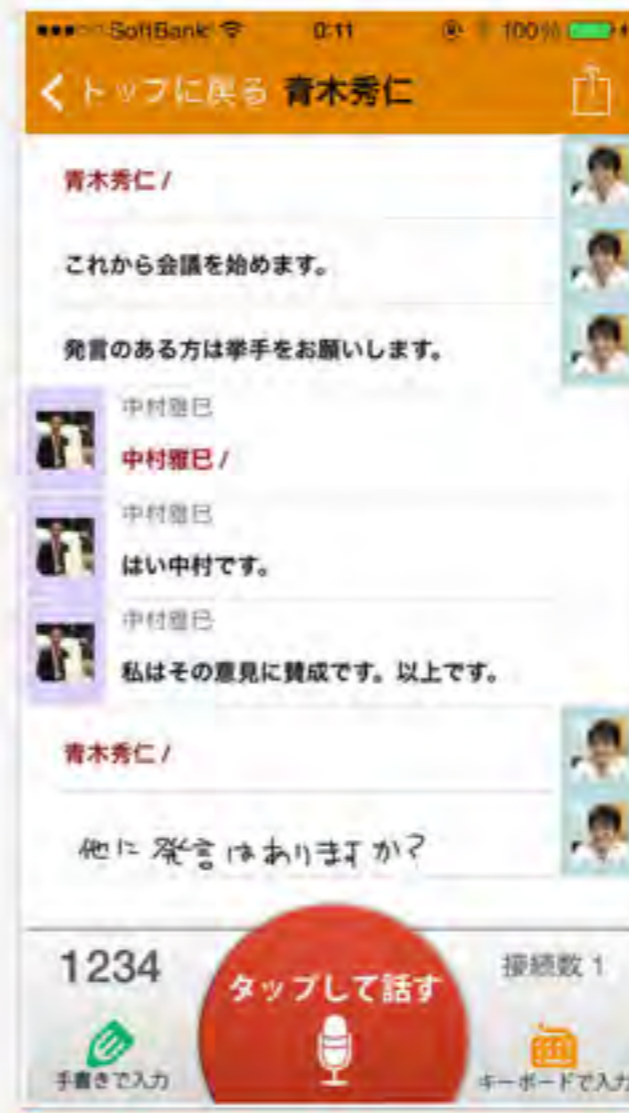 SoftBank 0:11 100%
トップに戻る 青木秀仁
青木秀仁 /
これから会議を始めます。
発言のある方は挙手をお願いします。
中村雅巳
中村雅巳 /
中村雅巳
はい中村です。
中村雅巳
私はその意見に賛成です。以上です。
青木秀仁 /
他に発言はありますか?
1234
タップして話す
接続数 1
手書きで入力
キーボードで入力